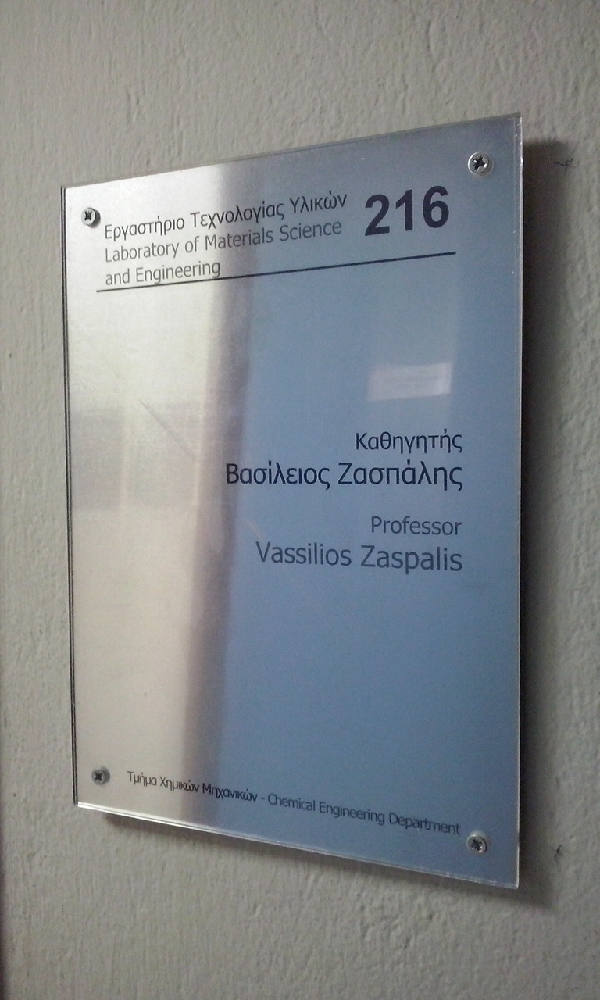 Εργαστήριο Τεχνολογίας Υλικών 216
Laboratory of Materials Science
and Engineering
Καθηγητής
Βασίλειος Ζασπάλης
Professor
Vassilios Zaspalis
Τμήμα Χημικών Μηχανικών - Chemical Engineering Department